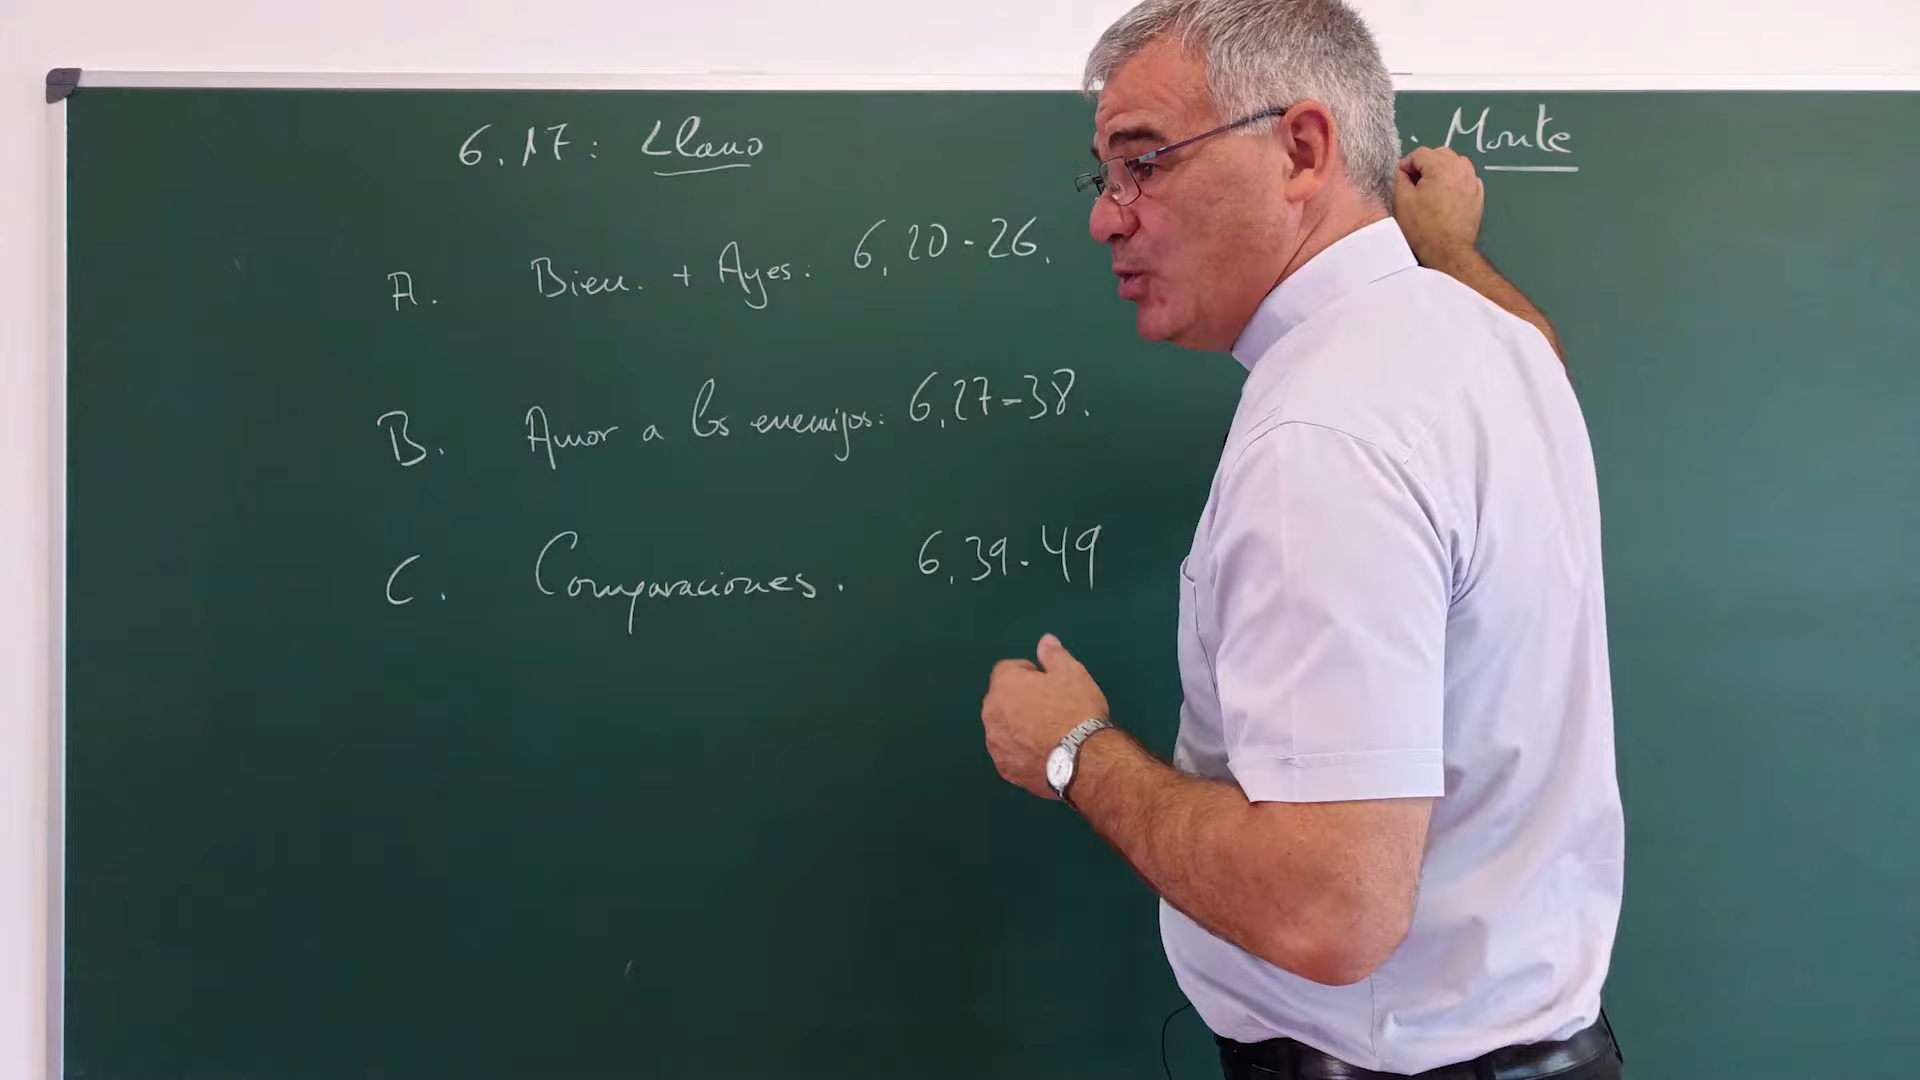 6,17: Llano
: Monte
A. Bien. + Ayes: 6,20-26.
B. Amor a los enemigos: 6,27-38.
C. Comparaciones. 6,39-49